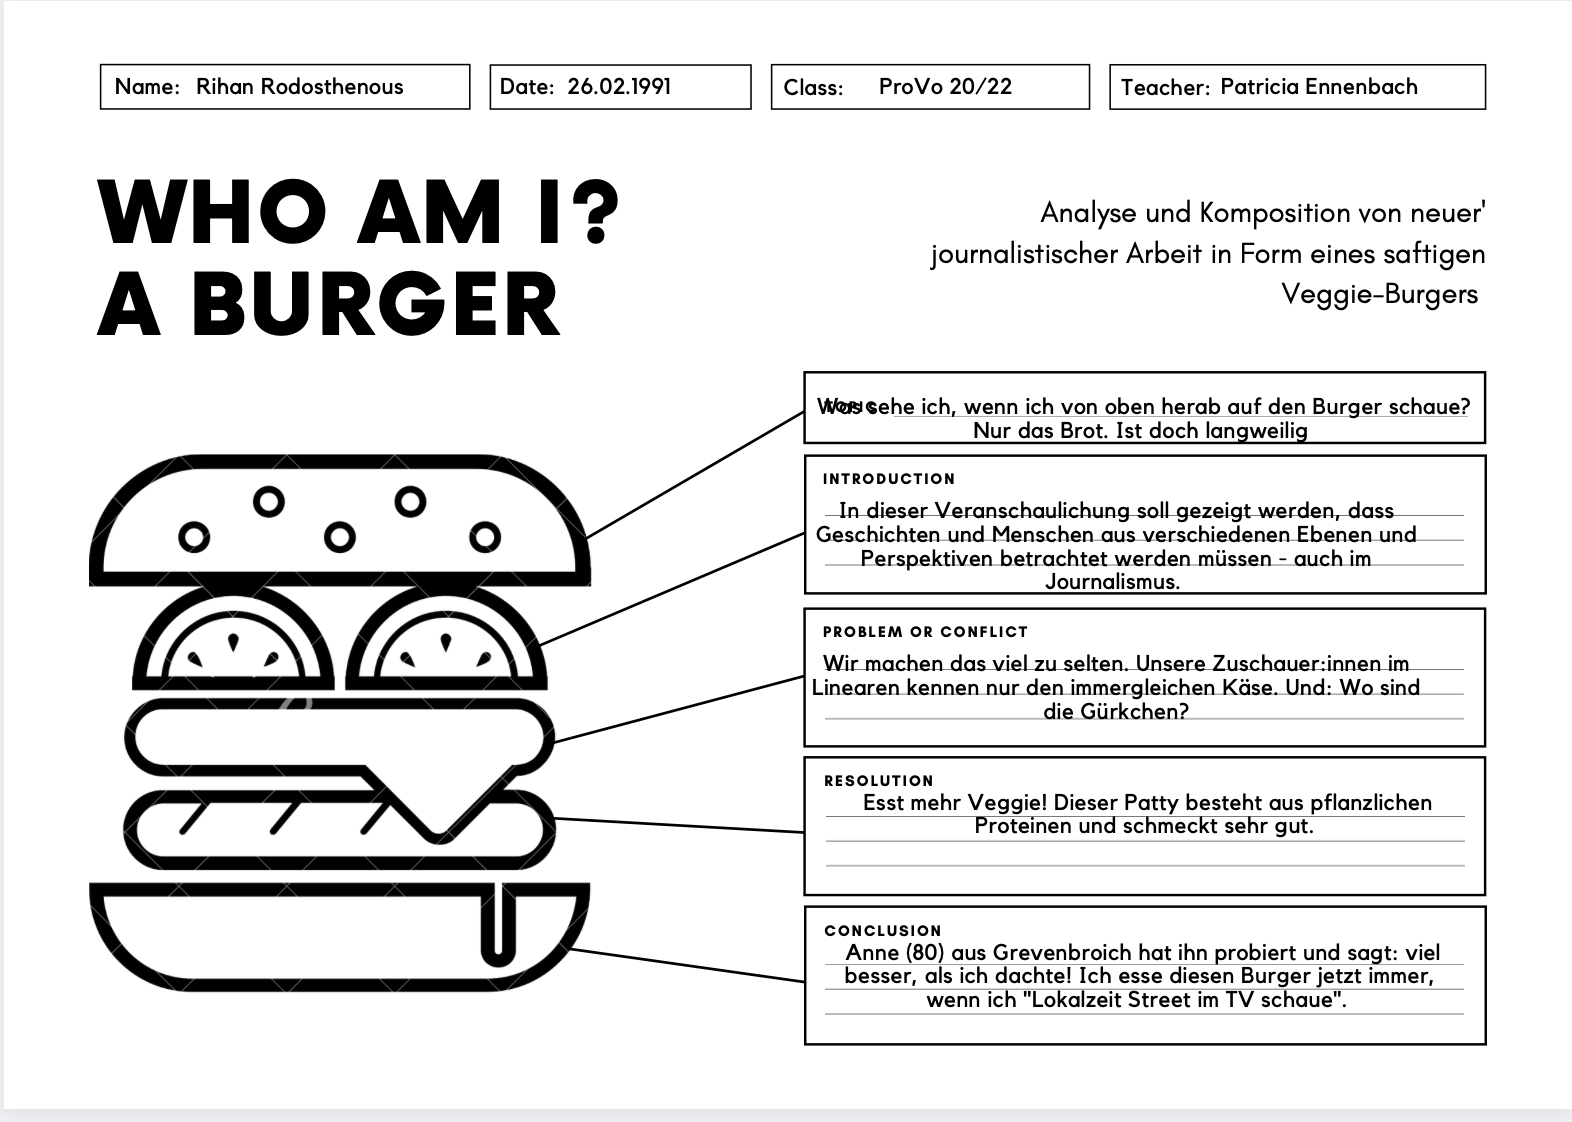 Name: Rihan Rodosthenous
Date: 26.02.1991
Class: ProVo 20/22
Teacher: Patricia Ennenbach
WHO AM I?
A BURGER
Analyse und Komposition von neuer'
journalistischer Arbeit in Form eines saftigen
Veggie-Burgers
TOPIC
Was sehe ich, wenn ich von oben herab auf den Burger schaue?
Nur das Brot. Ist doch langweilig
INTRODUCTION
In dieser Veranschaulichung soll gezeigt werden, dass
Geschichten und Menschen aus verschiedenen Ebenen und
Perspektiven betrachtet werden müssen - auch im
Journalismus.
PROBLEM OR CONFLICT
Wir machen das viel zu selten. Unsere Zuschauer:innen im
Linearen kennen nur den immergleichen Käse. Und: Wo sind
die Gürkchen?
RESOLUTION
Esst mehr Veggie! Dieser Patty besteht aus pflanzlichen
Proteinen und schmeckt sehr gut.
CONCLUSION
Anne (80) aus Grevenbroich hat ihn probiert und sagt: viel
besser, als ich dachte! Ich esse diesen Burger jetzt immer,
wenn ich "Lokalzeit Street im TV schaue".